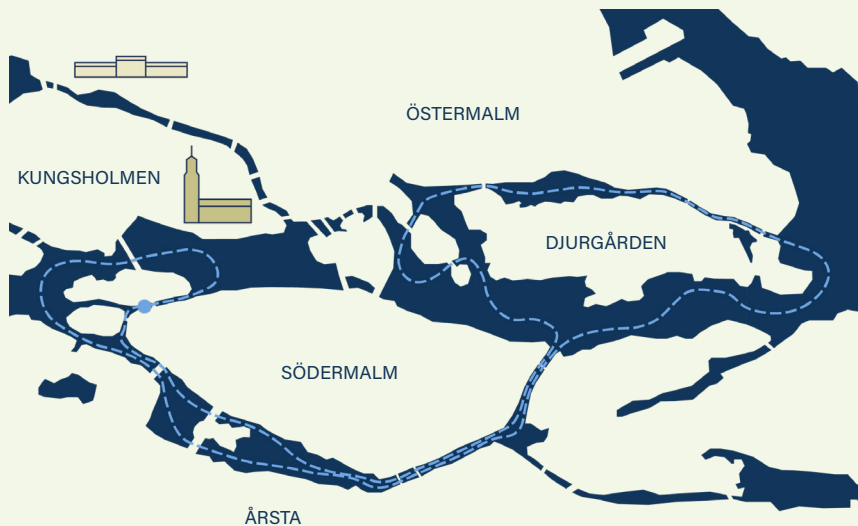 ÖSTERMALM
KUNGSHOLMEN
DJURGÅRDEN
SÖDERMALM
ÅRSTA